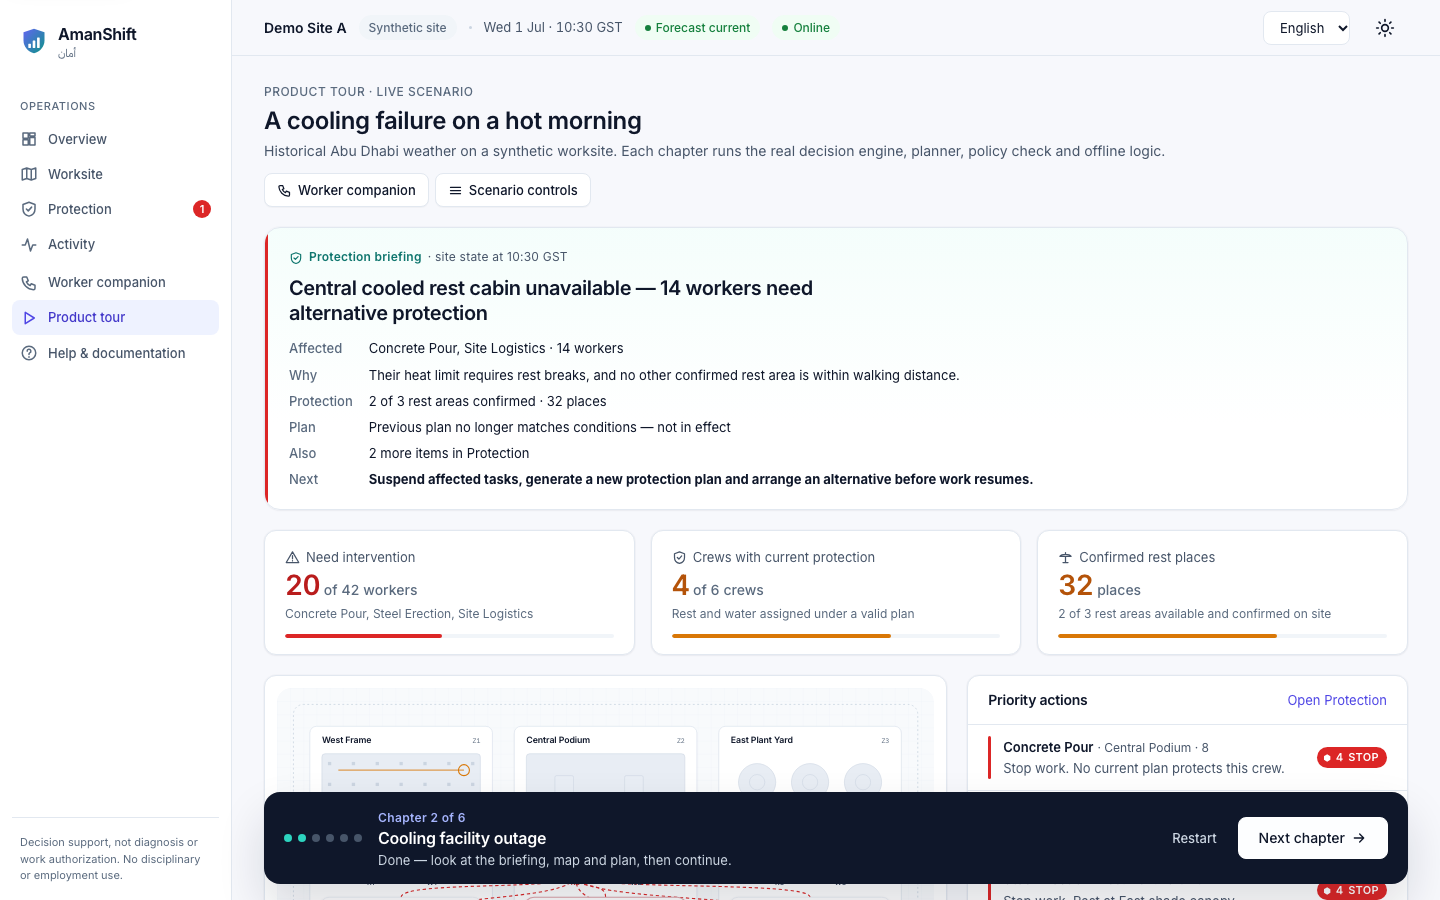 AmanShift
أمان
OPERATIONS
Overview
Worksite
Protection
1
Activity
Worker companion
Product tour
Help & documentation
Decision support, not diagnosis or
work authorization. No disciplinary
or employment use.
Demo Site A
Synthetic site
Wed 1 Jul · 10:30 GST
Forecast current
Online
English
PRODUCT TOUR · LIVE SCENARIO
A cooling failure on a hot morning
Historical Abu Dhabi weather on a synthetic worksite. Each chapter runs the real decision engine, planner, policy check and offline logic.
Worker companion
Scenario controls
Protection briefing · site state at 10:30 GST
Central cooled rest cabin unavailable — 14 workers need
alternative protection
Affected Concrete Pour, Site Logistics · 14 workers
Why Their heat limit requires rest breaks, and no other confirmed rest area is within walking distance.
Protection 2 of 3 rest areas confirmed · 32 places
Plan Previous plan no longer matches conditions — not in effect
Also 2 more items in Protection
Next Suspend affected tasks, generate a new protection plan and arrange an alternative before work resumes.
Need intervention
20 of 42 workers
Concrete Pour, Steel Erection, Site Logistics
Crews with current protection
4 of 6 crews
Rest and water assigned under a valid plan
Confirmed rest places
32 places
2 of 3 rest areas available and confirmed on site
West Frame Z1
Central Podium Z2
East Plant Yard Z3
Priority actions
Open Protection
Concrete Pour · Central Podium · 8
Stop work. No current plan protects this crew.
4 STOP
Chapter 2 of 6
Cooling facility outage
Done — look at the briefing, map and plan, then continue.
Restart
Next chapter →
4 STOP